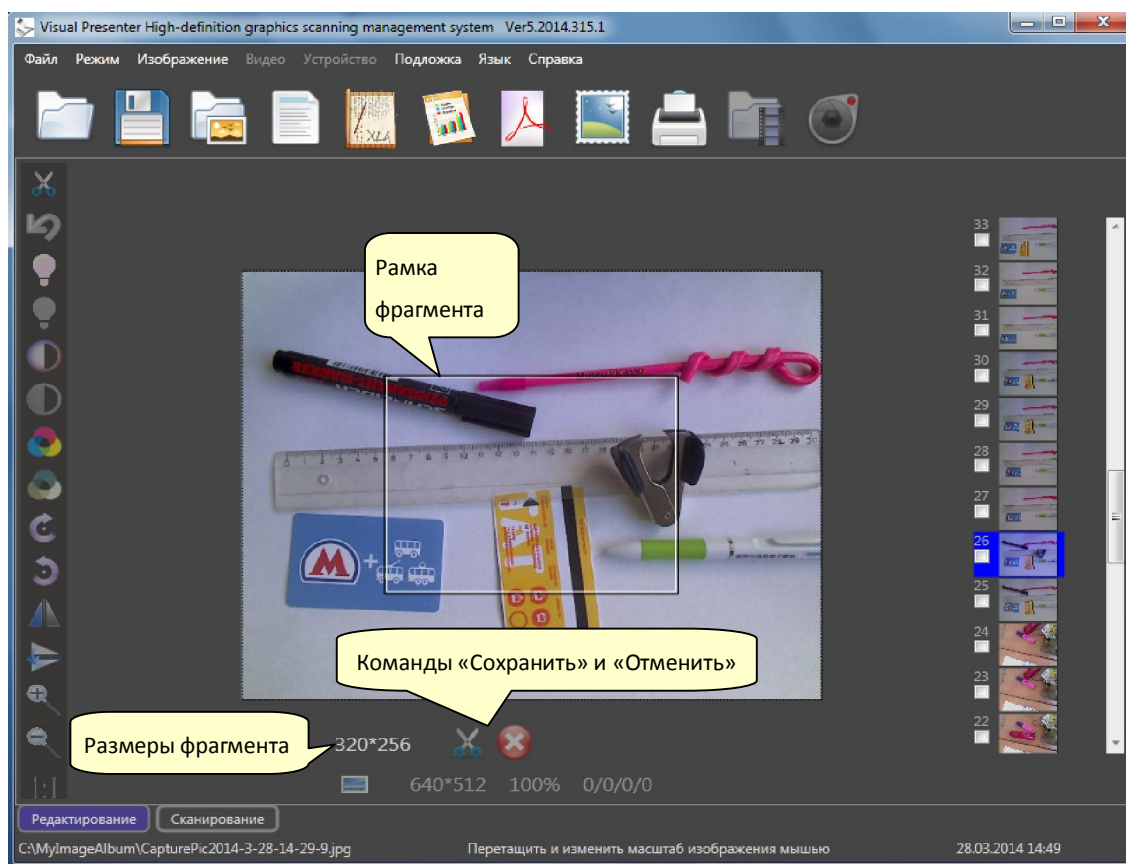 Visual Presenter High-definition graphics scanning management system Ver5.2014.315.1
Файл Режим Изображение Видео Устройство Подложка Язык Справка
XLA
33
32
31
30
29
28
27
26
25
24
23
22
Рамка
фрагмента
M
Команды «Сохранить» и «Отменить»
Размеры фрагмента
320*256
640*512 100% 0/0/0/0
Редактирование Сканирование
C:\MyImageAlbum\CapturePic2014-3-28-14-29-9.jpg Перетащить и изменить масштаб изображения мышью 28.03.2014 14:49